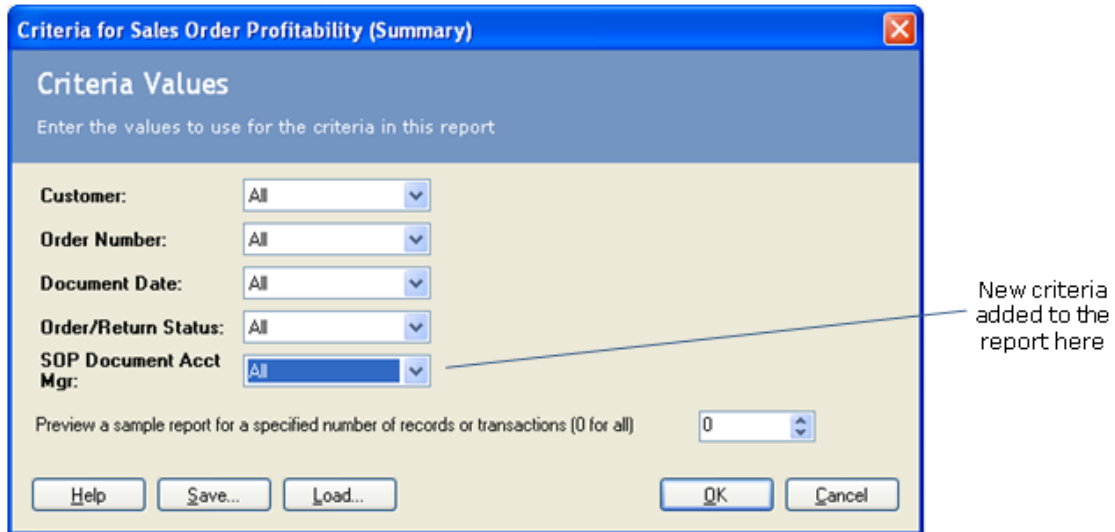 Criteria for Sales Order Profitability (Summary)
Criteria Values
Enter the values to use for the criteria in this report
Customer: All
Order Number: All
Document Date: All
Order/Return Status: All
SOP Document Acct
Mgr: All
New criteria
added to the
report here
Preview a sample report for a specified number of records or transactions (0 for all) 0
Help Save... Load... OK Cancel